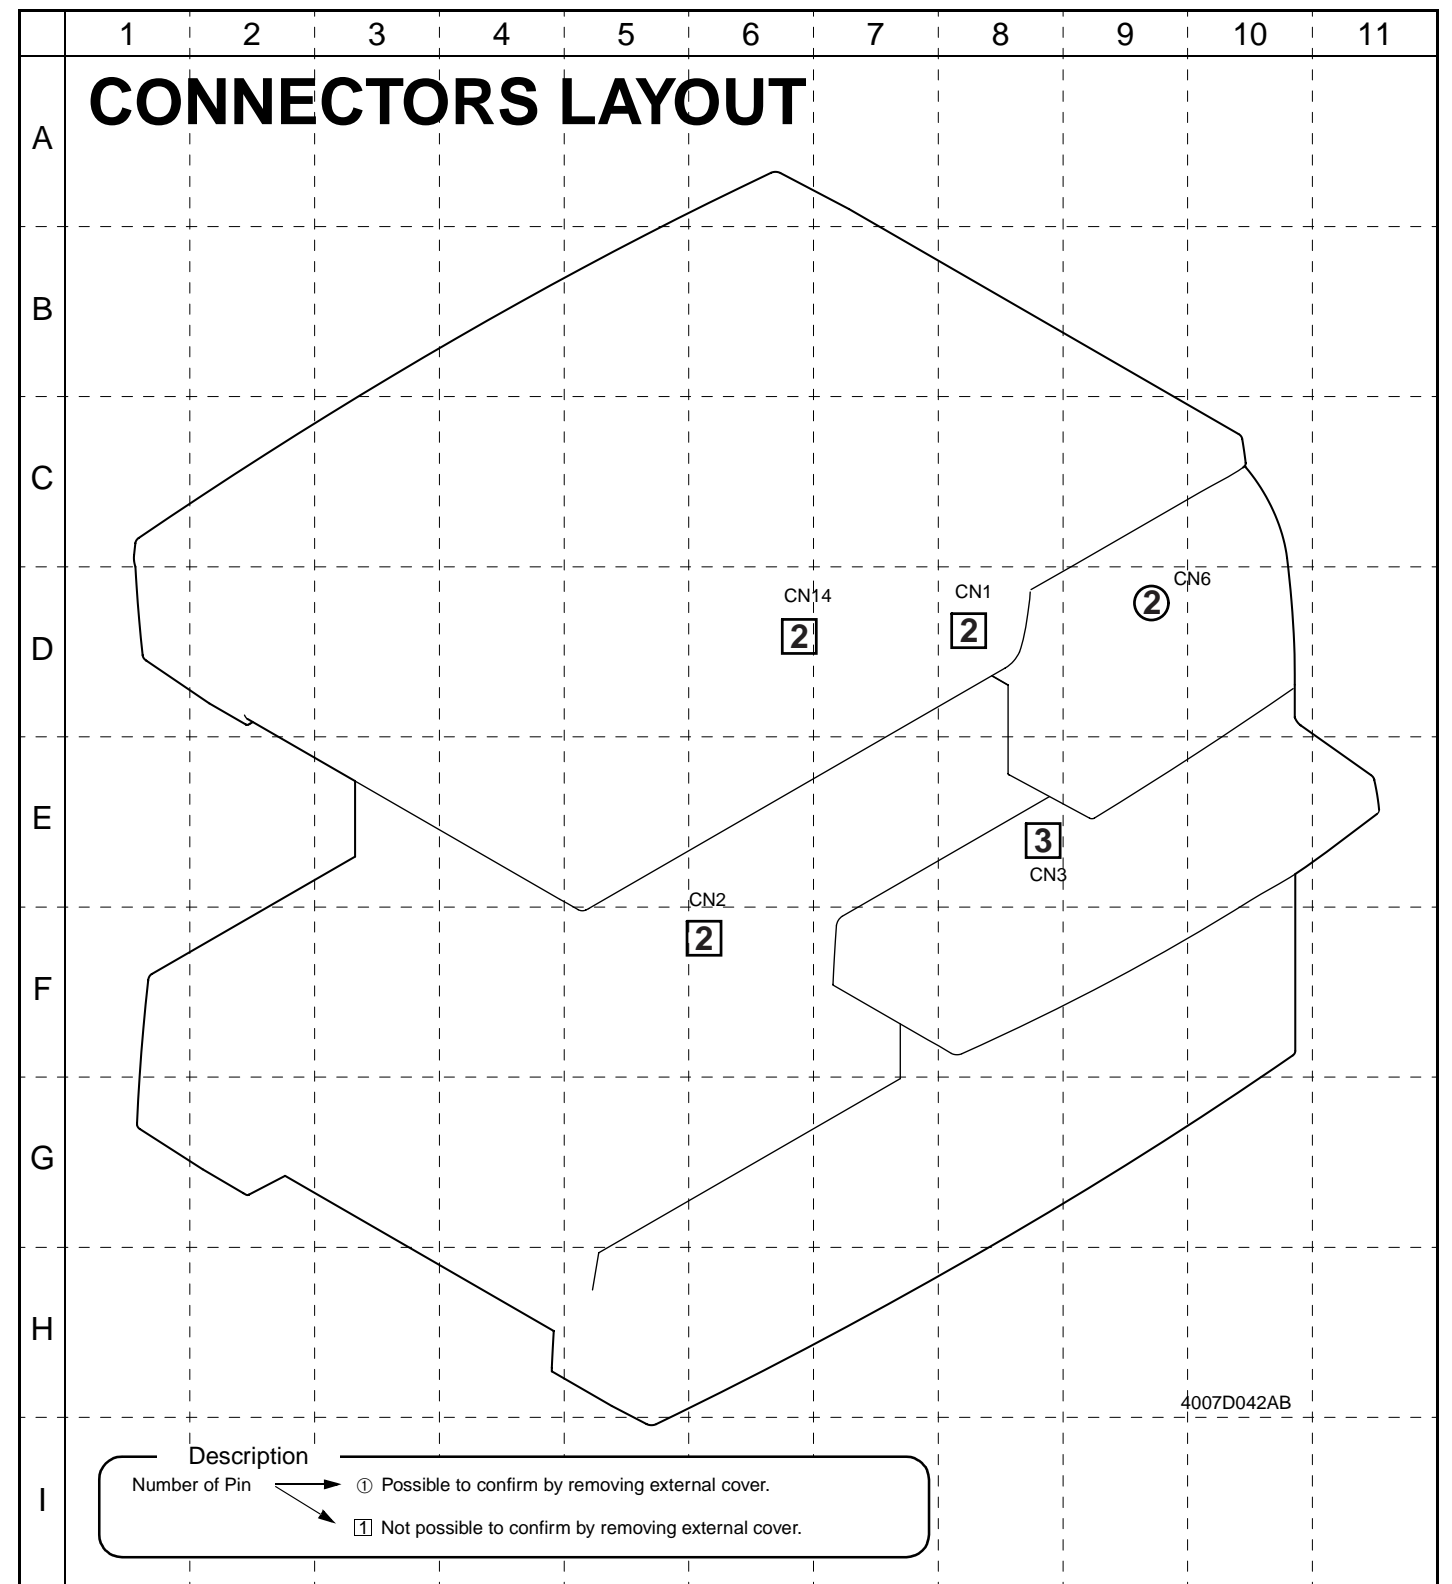 1 2 3 4 5 6 7 8 9 10 11
CONNECTORS LAYOUT
A
B
C
CN6
CN14
CN1
2
2
2
D
E
3
CN3
CN2
2
F
G
H
4007D042AB
Description
Number of Pin ① Possible to confirm by removing external cover.
I
1 Not possible to confirm by removing external cover.